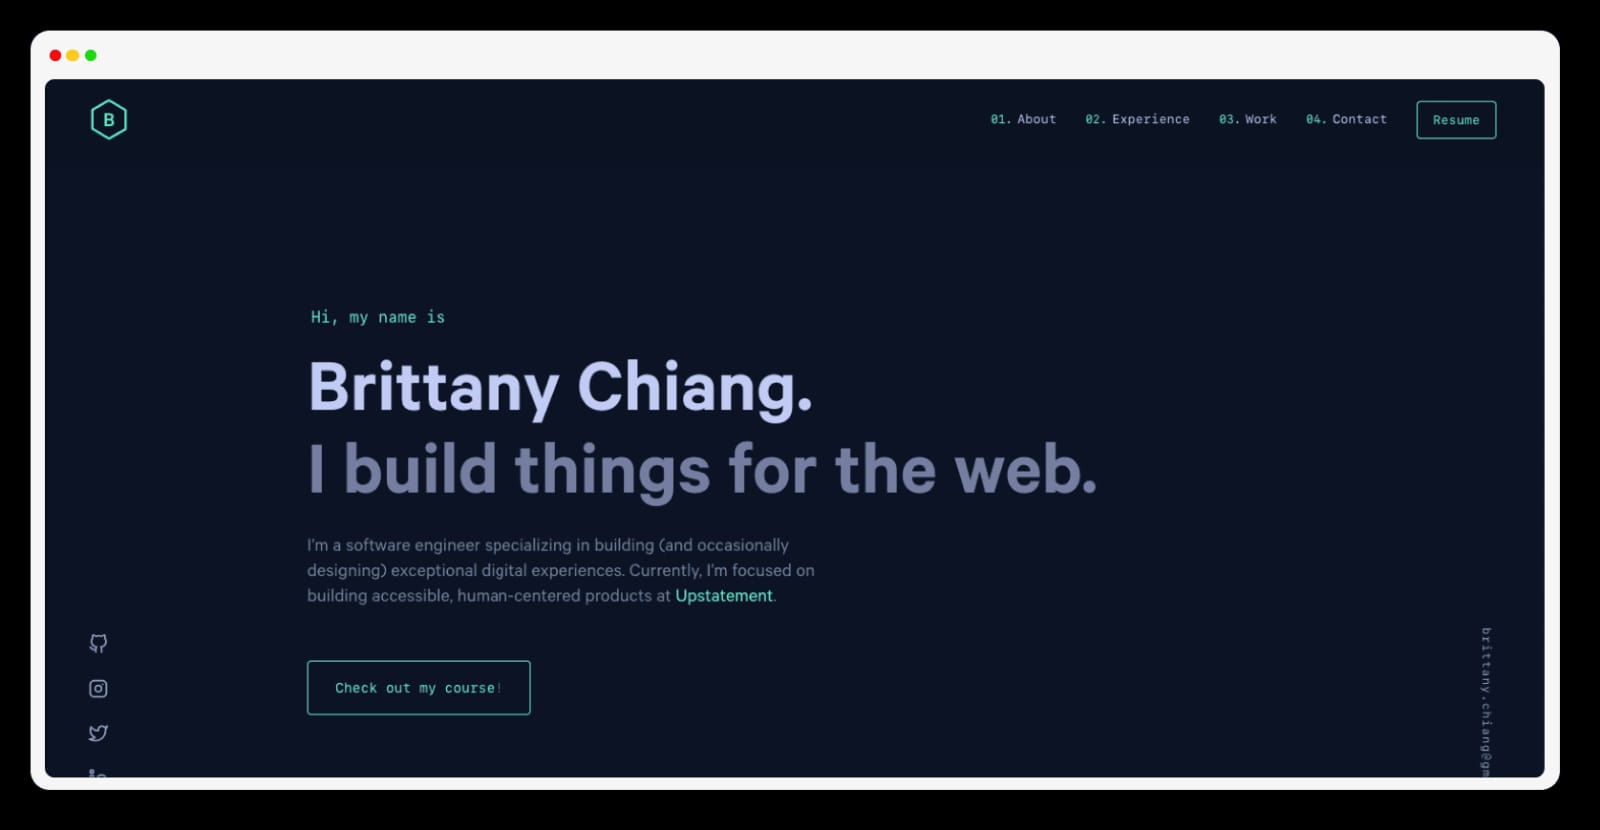 B
01. About 02. Experience 03. Work 04. Contact Resume
Hi, my name is
Brittany Chiang.
I build things for the web.
I'm a software engineer specializing in building (and occasionally
designing) exceptional digital experiences. Currently, I'm focused on
building accessible, human-centered products at Upstatement.
Check out my course!
brittany.chiang@gm